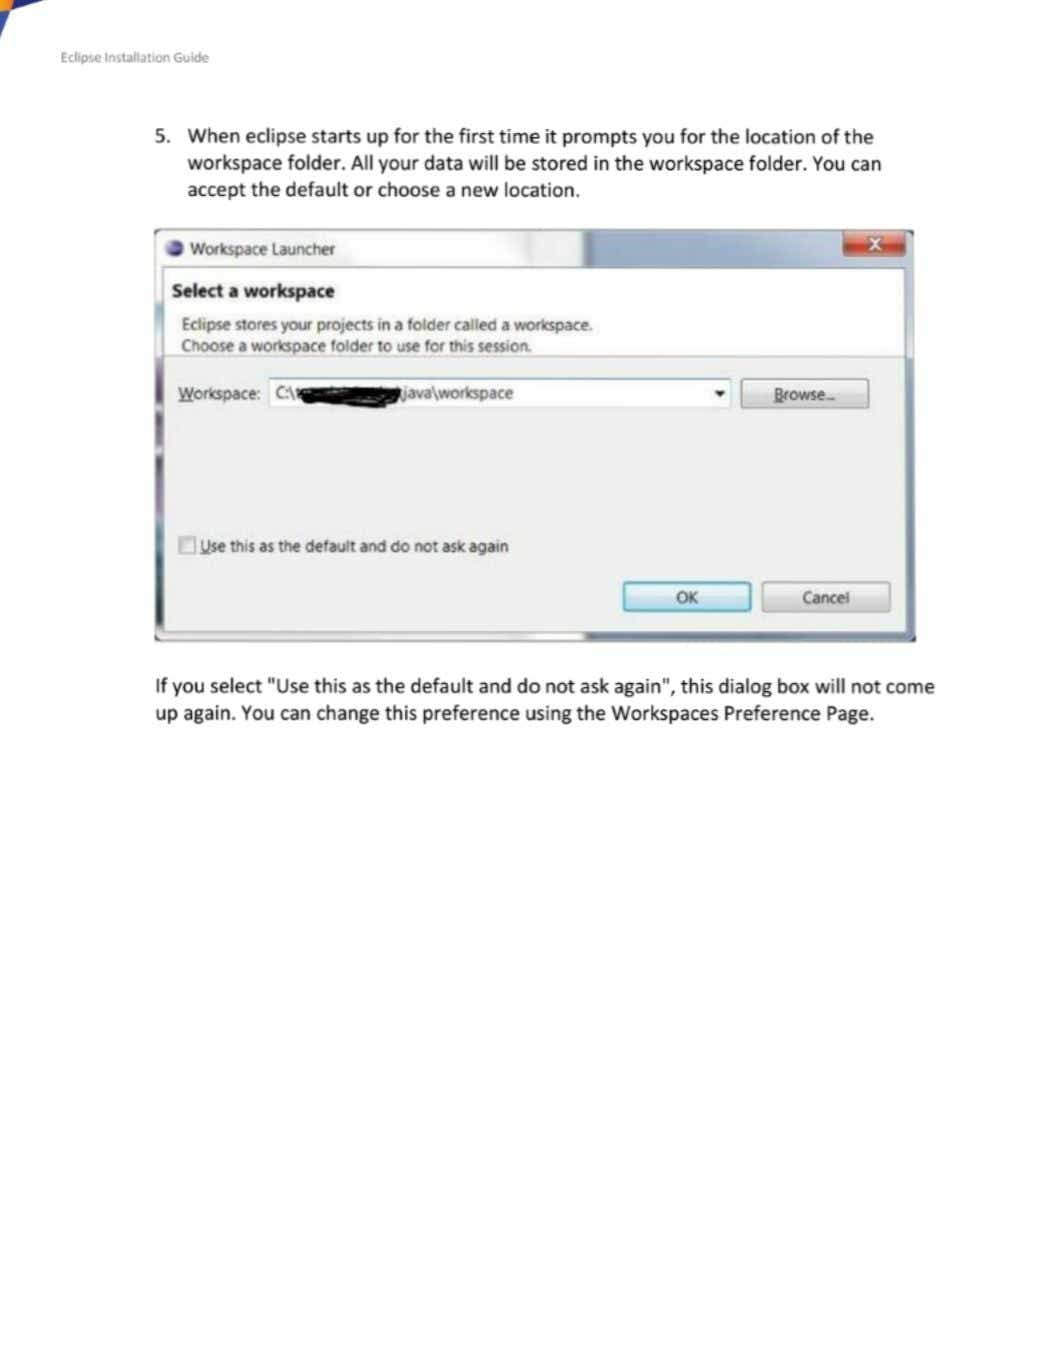 Eclipse Installation Guide
5. When eclipse starts up for the first time it prompts you for the location of the
workspace folder. All your data will be stored in the workspace folder. You can
accept the default or choose a new location.
Workspace Launcher
Select a workspace
Eclipse stores your projects in a folder called a workspace.
Choose a workspace folder to use for this session.
Workspace: C:\ java\workspace Browse...
Use this as the default and do not ask again
OK Cancel
If you select "Use this as the default and do not ask again", this dialog box will not come
up again. You can change this preference using the Workspaces Preference Page.